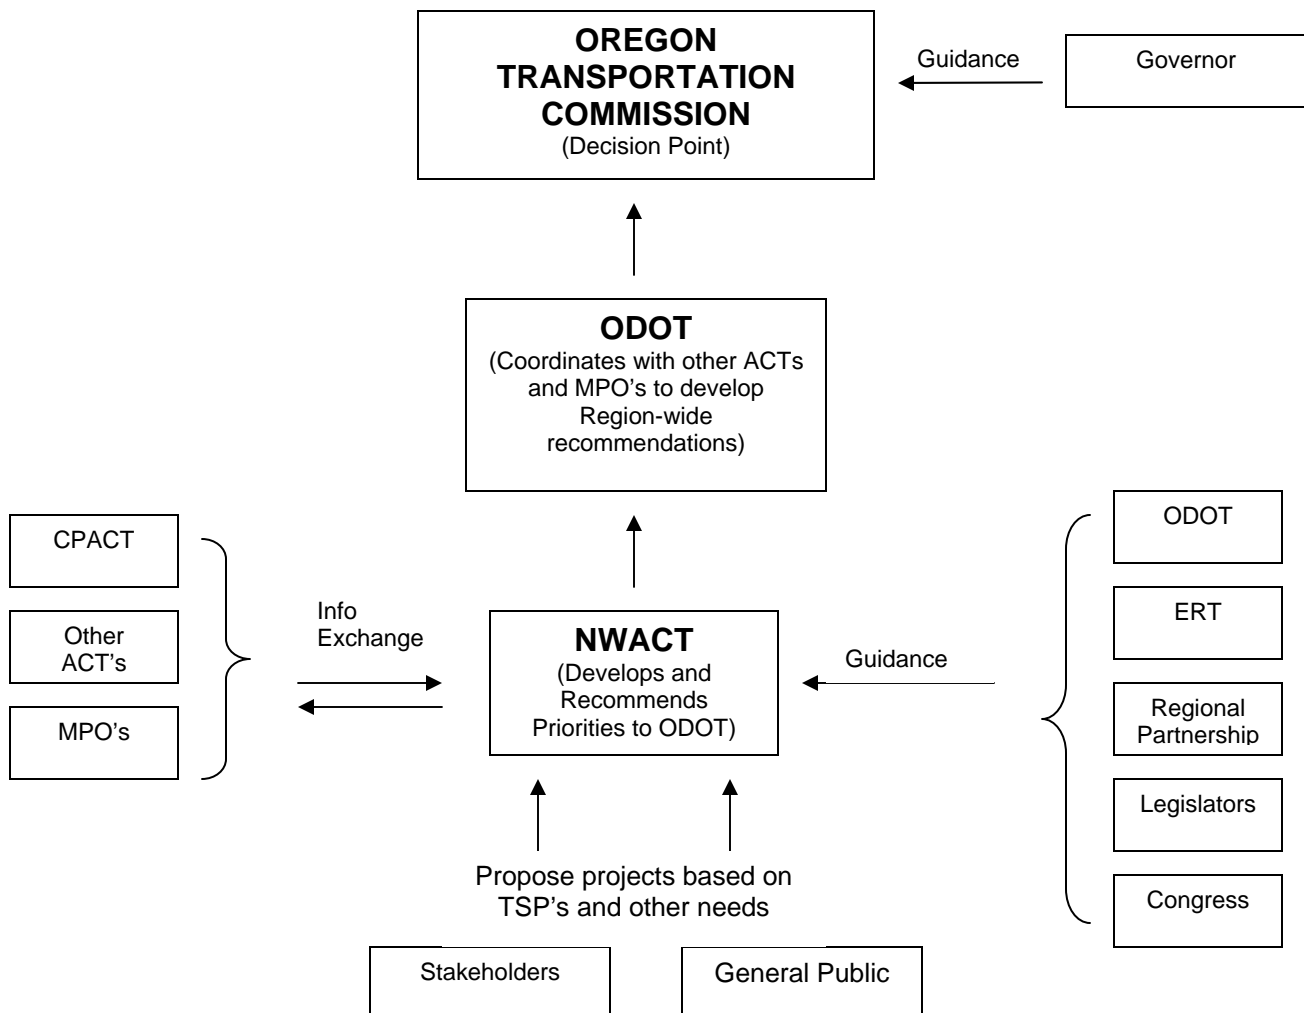 OREGON
TRANSPORTATION
COMMISSION
(Decision Point)
Guidance
Governor
ODOT
(Coordinates with other ACTs
and MPO’s to develop
Region-wide
recommendations)
CPACT
Other
ACT’s
MPO’s
Info
Exchange
NWACT
(Develops and
Recommends
Priorities to ODOT)
Guidance
ODOT
ERT
Regional
Partnership
Legislators
Congress
Propose projects based on
TSP’s and other needs
Stakeholders
General Public